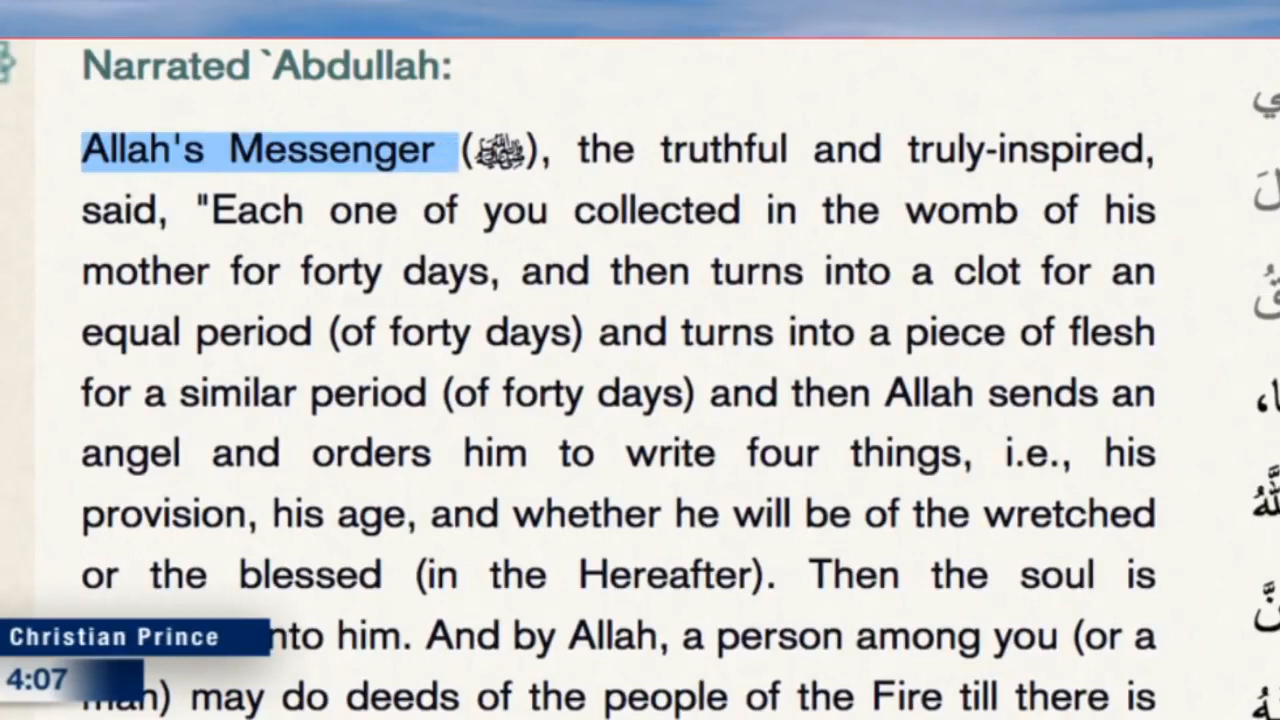 Narrated `Abdullah:
Allah's Messenger (ﷺ), the truthful and truly-inspired,
said, "Each one of you collected in the womb of his
mother for forty days, and then turns into a clot for an
equal period (of forty days) and turns into a piece of flesh
for a similar period (of forty days) and then Allah sends an
angel and orders him to write four things, i.e., his
provision, his age, and whether he will be of the wretched
or the blessed (in the Hereafter). Then the soul is
him. And by Allah, a person among you (or a
may do deeds of the people of the Fire till there is
Christian Prince
4:07